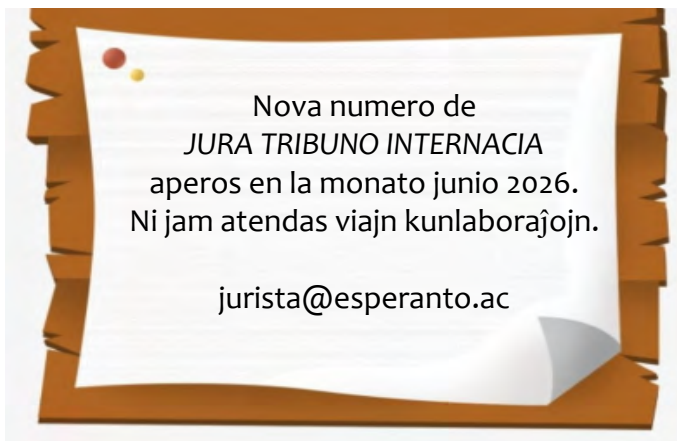 Nova numero de
JURA TRIBUNO INTERNACIA
aperos en la monato junio 2026.
Ni jam atendas viajn kunlaboraĵojn.
jurista@esperanto.ac